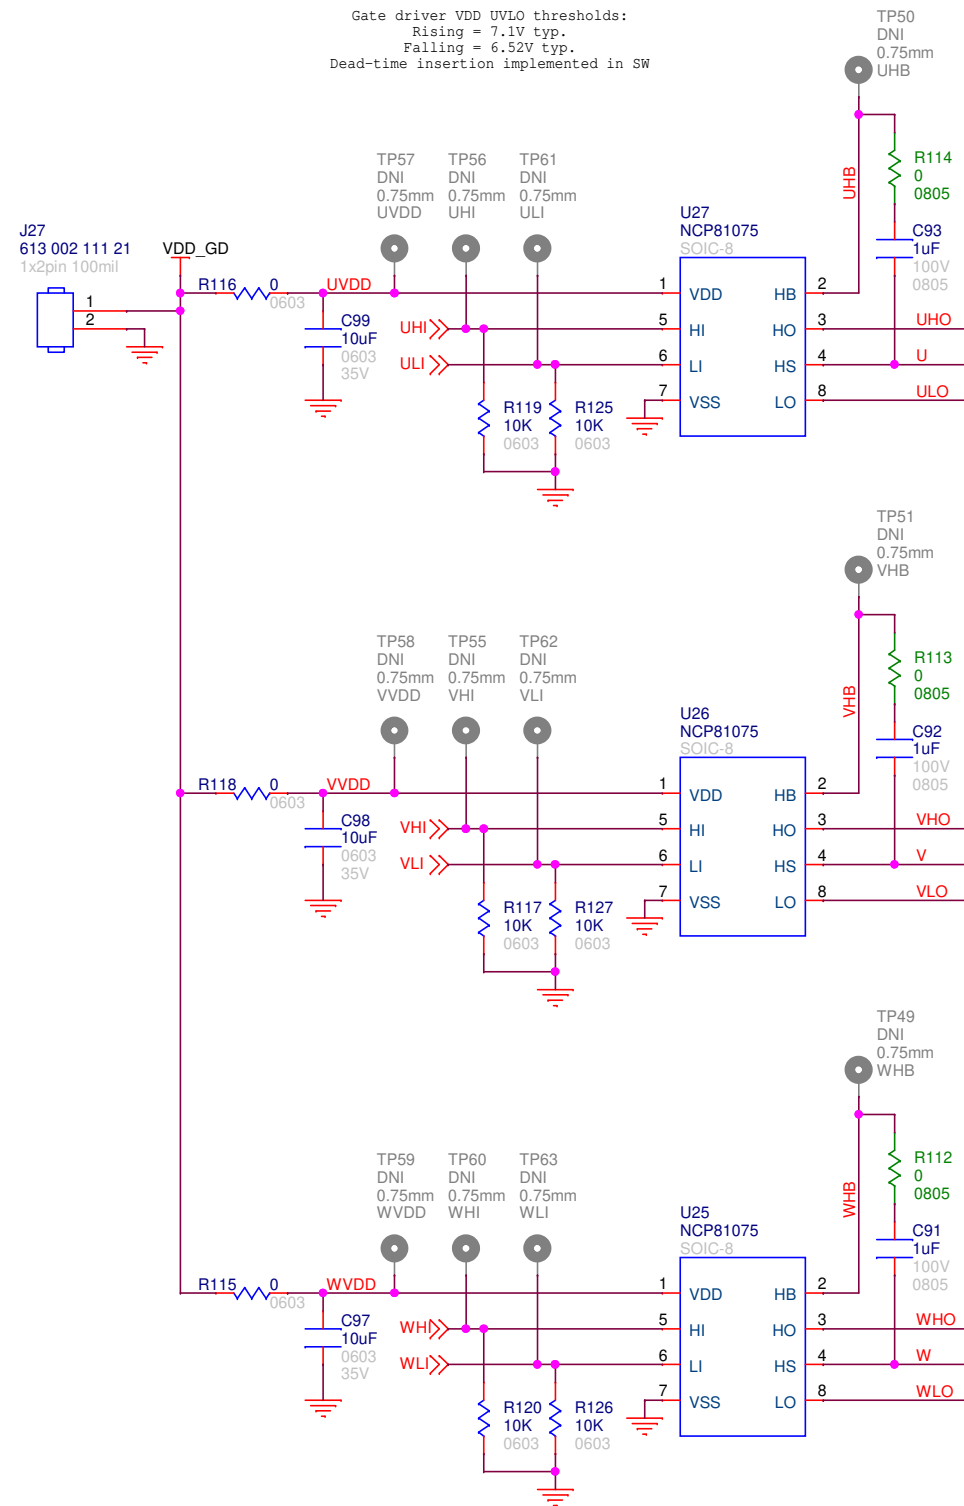 Gate driver VDD UVLO thresholds:
Rising = 7.1V typ.
Falling = 6.52V typ.
Dead-time insertion implemented in SW
TP50
DNI
0.75mm
UHB
UHB
R114
0
0805
C93
1uF
100V
0805
TP57
DNI
0.75mm
UVDD
TP56
DNI
0.75mm
UHI
TP61
DNI
0.75mm
ULI
J27
613 002 111 21
1x2pin 100mil
1
2
VDD_GD
R116
0
0603
UVDD
C99
10uF
0603
35V
UHI
ULI
R119
10K
0603
R125
10K
0603
U27
NCP81075
SOIC-8
1 VDD HB 2
5 HI HO 3
6 LI HS 4
7 VSS LO 8
UHO
U
ULO
TP51
DNI
0.75mm
VHB
VHB
R113
0
0805
C92
1uF
100V
0805
TP58
DNI
0.75mm
VVDD
TP55
DNI
0.75mm
VHI
TP62
DNI
0.75mm
VLI
R118
0
0603
VVDD
C98
10uF
0603
35V
VHI
VLI
R117
10K
0603
R127
10K
0603
U26
NCP81075
SOIC-8
1 VDD HB 2
5 HI HO 3
6 LI HS 4
7 VSS LO 8
VHO
V
VLO
TP49
DNI
0.75mm
WHB
WHB
R112
0
0805
C91
1uF
100V
0805
TP59
DNI
0.75mm
WVDD
TP60
DNI
0.75mm
WHI
TP63
DNI
0.75mm
WLI
R115
0
0603
WVDD
C97
10uF
0603
35V
WHI
WLI
R120
10K
0603
R126
10K
0603
U25
NCP81075
SOIC-8
1 VDD HB 2
5 HI HO 3
6 LI HS 4
7 VSS LO 8
WHO
W
WLO